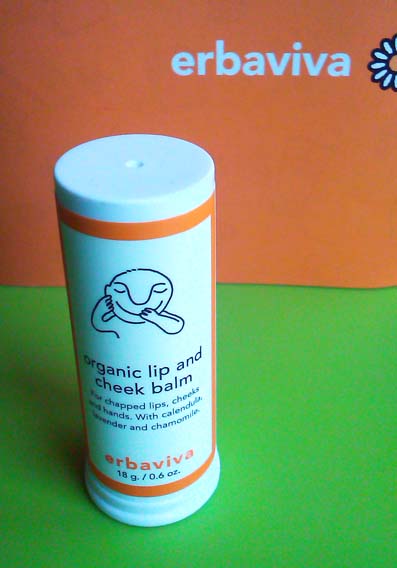 erbaviva
organic lip and
cheek balm
For chapped lips, cheeks
and hands. With calendula,
lavender and chamomile.
erbaviva
18 g. / 0.6 oz.